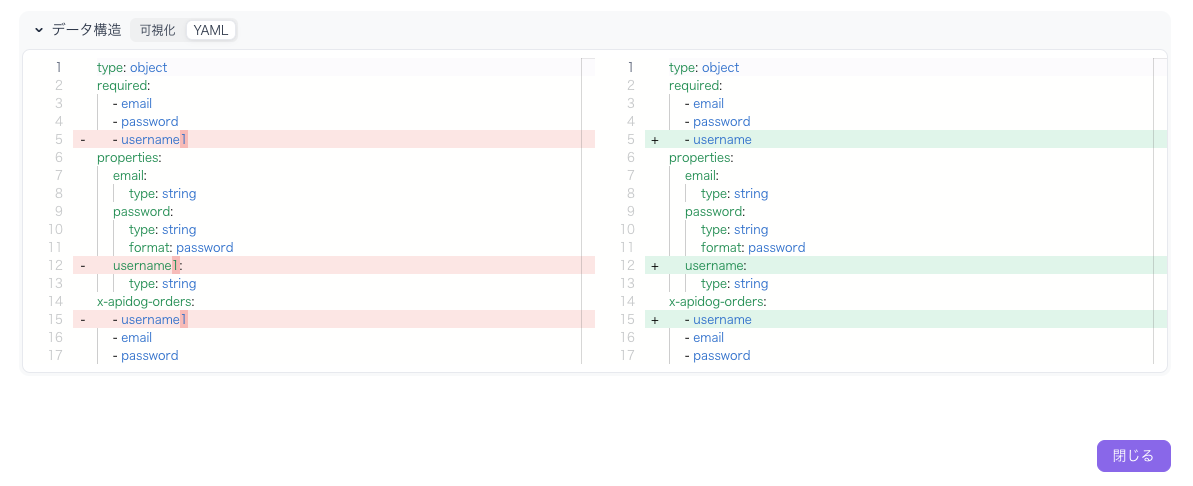 データ構造 可視化 YAML
1 type: object
2 required:
3 - email
4 - password
5 - - username1
6 properties:
7 email:
8 type: string
9 password:
10 type: string
11 format: password
12 - username1:
13 type: string
14 x-apidog-orders:
15 - - username1
16 - email
17 - password
1 type: object
2 required:
3 - email
4 - password
5 + - username
6 properties:
7 email:
8 type: string
9 password:
10 type: string
11 format: password
12 + username:
13 type: string
14 x-apidog-orders:
15 + - username
16 - email
17 - password
閉じる